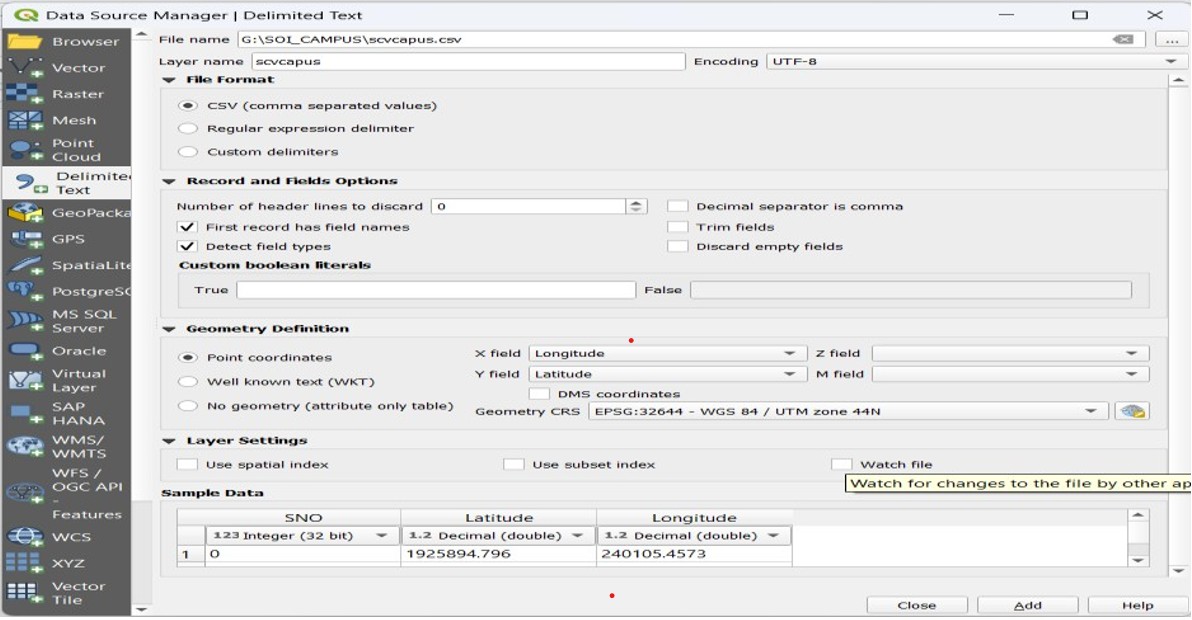 Data Source Manager | Delimited Text
Browser
Vector
Raster
Mesh
Point
Cloud
Delimite
Text
GeoPacka
GPS
SpatiaLite
PostgreSQ
MS SQL
Server
Oracle
Virtual
Layer
SAP
HANA
WMS/
WMTS
WFS /
OGC API
-
Features
WCS
XYZ
Vector
Tile
File name G:\SOI_CAMPUS\scvcapus.csv ...
Layer name scvcapus Encoding UTF-8
File Format
CSV (comma separated values)
Regular expression delimiter
Custom delimiters
Record and Fields Options
Number of header lines to discard 0 Decimal separator is comma
First record has field names Trim fields
Detect field types Discard empty fields
Custom boolean literals
True False
Geometry Definition
Point coordinates X field Longitude Z field
Well known text (WKT) Y field Latitude M field
DMS coordinates
No geometry (attribute only table) Geometry CRS EPSG:32644 - WGS 84 / UTM zone 44N
Layer Settings
Use spatial index Use subset index Watch file
Watch for changes to the file by other ap
Sample Data
SNO Latitude Longitude
123 Integer (32 bit) 1.2 Decimal (double) 1.2 Decimal (double)
1 0 1925894.796 240105.4573
Close Add Help